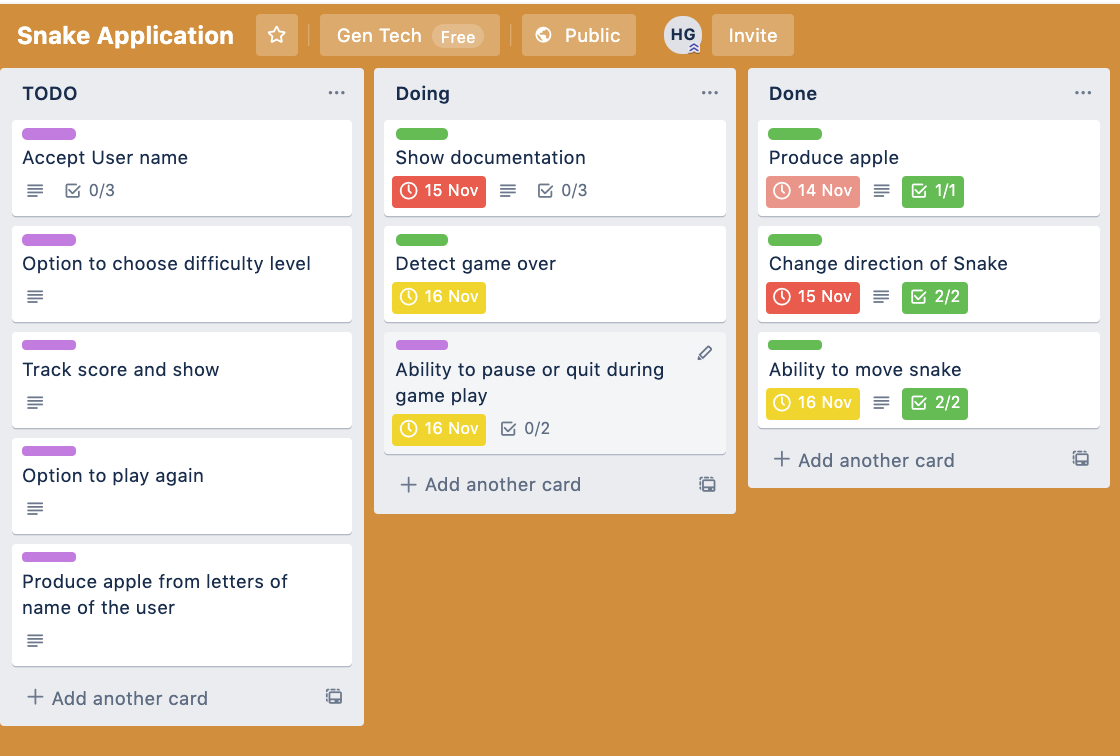 Snake Application
Gen Tech Free
Public
HG
Invite
TODO
Accept User name
0/3
Option to choose difficulty level
Track score and show
Option to play again
Produce apple from letters of
name of the user
Add another card
Doing
Show documentation
15 Nov 0/3
Detect game over
16 Nov
Ability to pause or quit during
game play
16 Nov 0/2
Add another card
Done
Produce apple
14 Nov 1/1
Change direction of Snake
15 Nov 2/2
Ability to move snake
16 Nov 2/2
Add another card